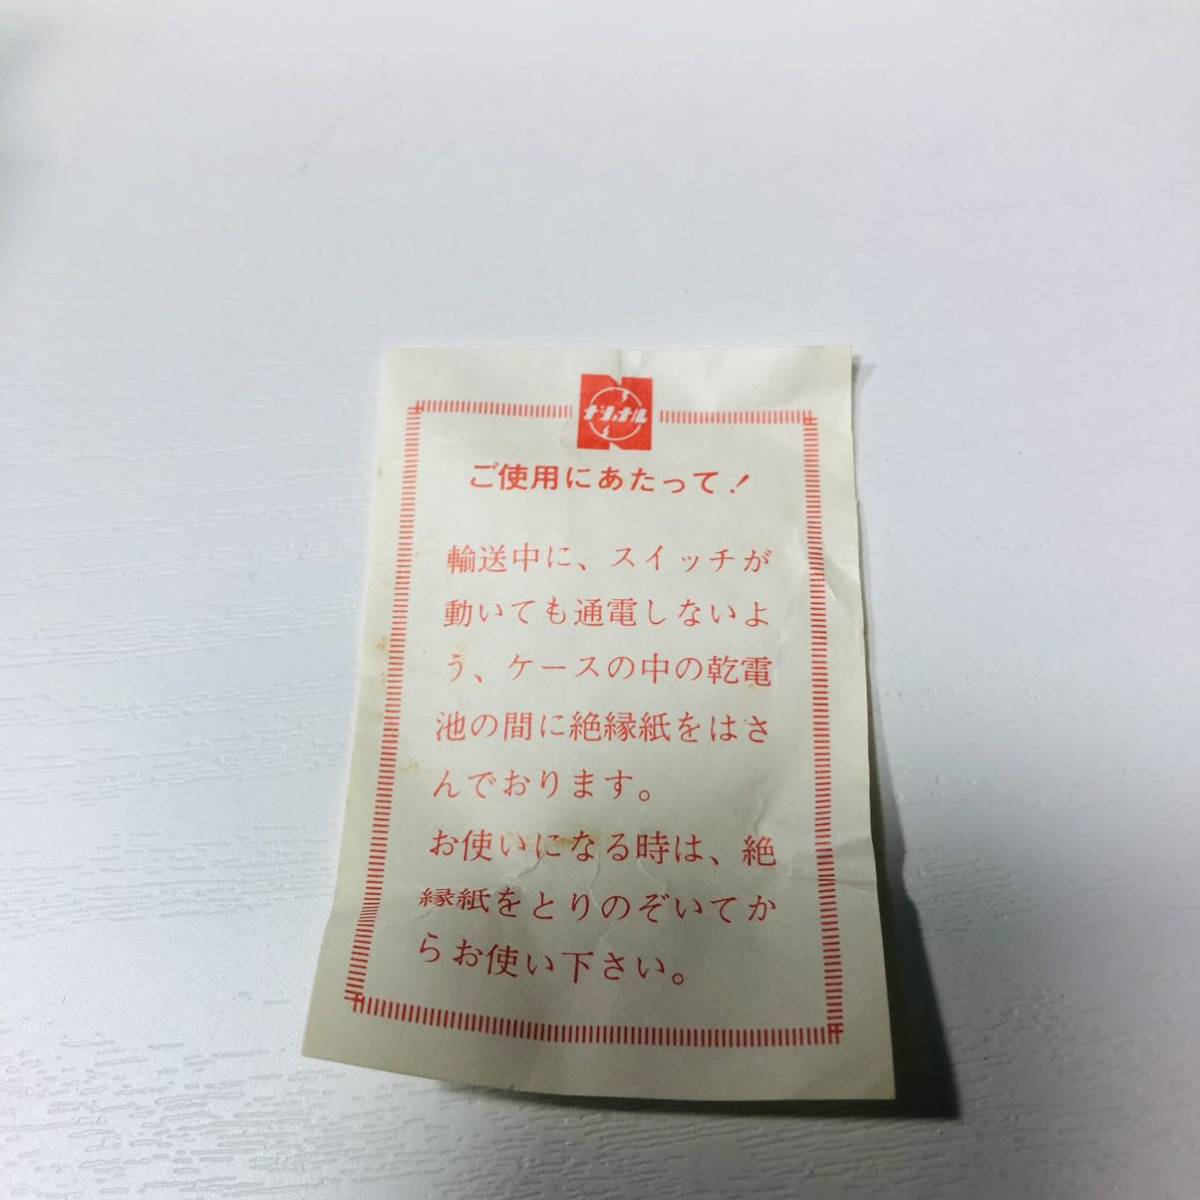 ナショナル
ご使用にあたって！
輸送中に、スイッチが
動いても通電しないよ
う、ケースの中の乾電
池の間に絶縁紙をはさ
んでおります。
お使いになる時は、絶
縁紙をとりのぞいてか
らお使い下さい。